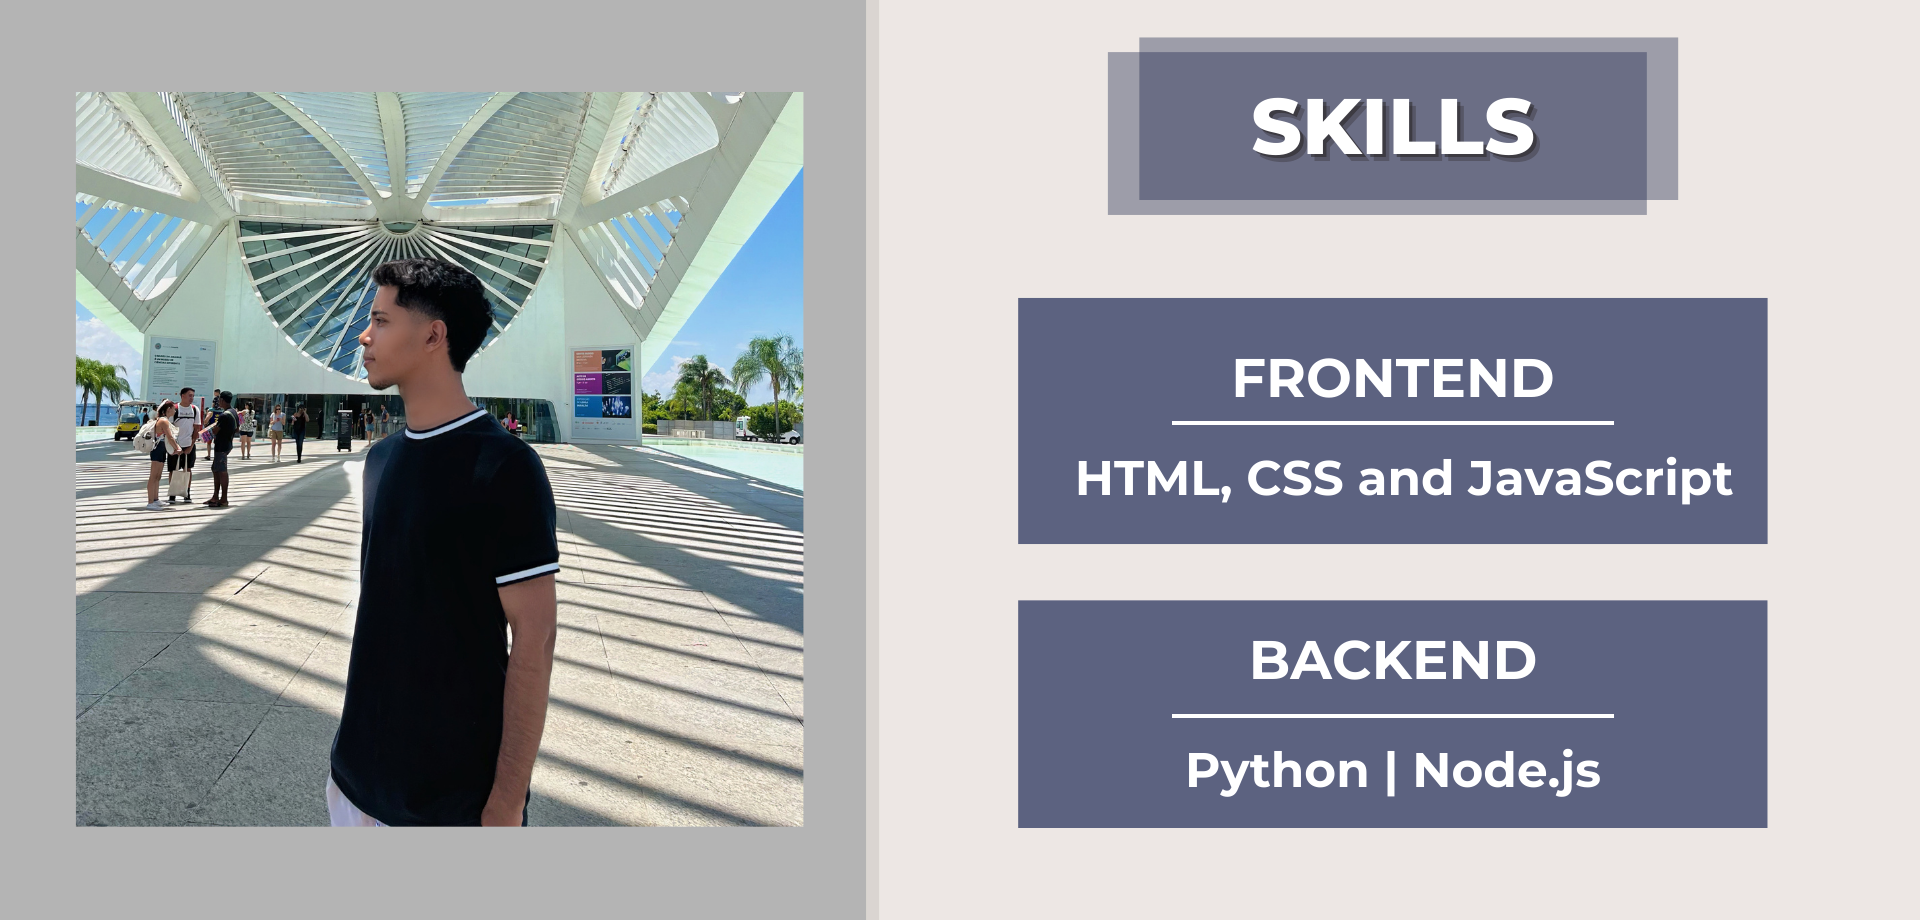 SKILLS
FRONTEND
HTML, CSS and JavaScript
BACKEND
Python | Node.js